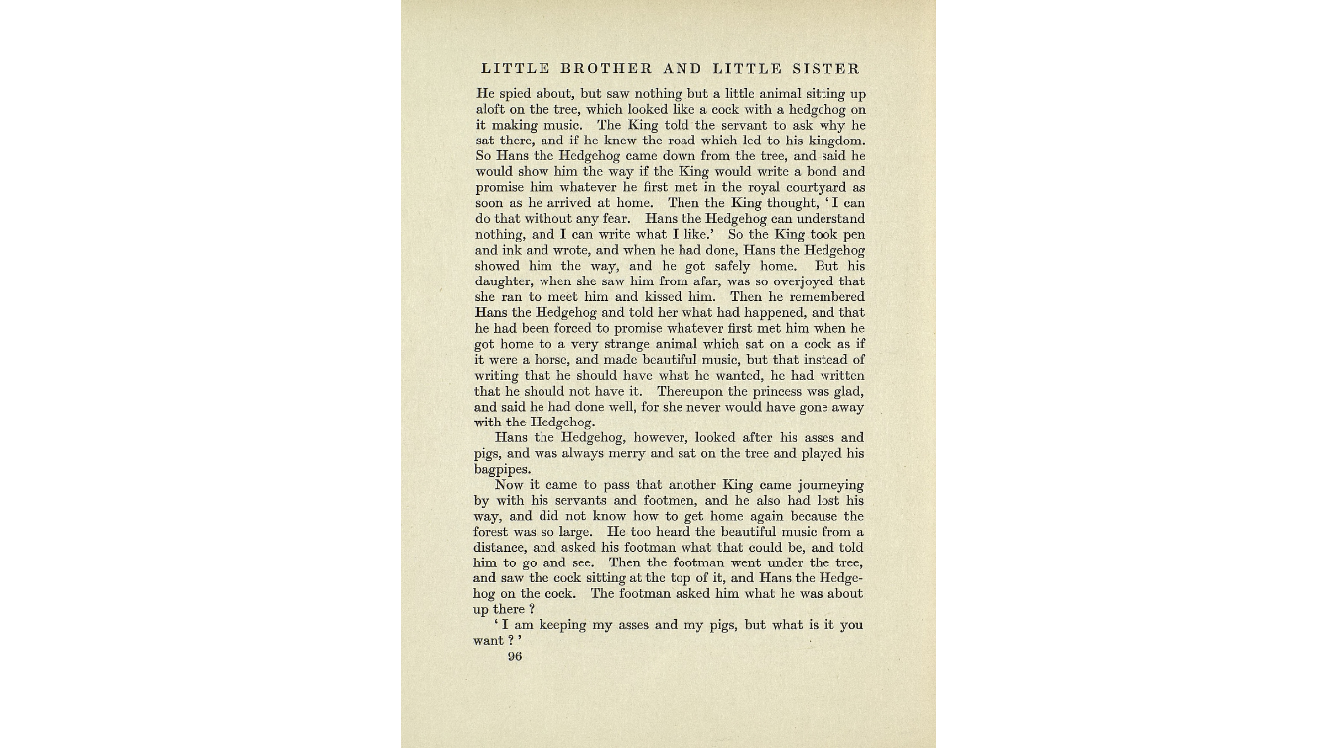 LITTLE BROTHER AND LITTLE SISTER
He spied about, but saw nothing but a little animal sitting up
aloft on the tree, which looked like a cock with a hedgehog on
it making music. The King told the servant to ask why he
sat there, and if he knew the road which led to his kingdom.
So Hans the Hedgehog came down from the tree, and said he
would show him the way if the King would write a bond and
promise him whatever he first met in the royal courtyard as
soon as he arrived at home. Then the King thought, ‘ I can
do that without any fear. Hans the Hedgehog can understand
nothing, and I can write what I like.’ So the King took pen
and ink and wrote, and when he had done, Hans the Hedgehog
showed him the way, and he got safely home. But his
daughter, when she saw him from afar, was so overjoyed that
she ran to meet him and kissed him. Then he remembered
Hans the Hedgehog and told her what had happened, and that
he had been forced to promise whatever first met him when he
got home to a very strange animal which sat on a cock as if
it were a horse, and made beautiful music, but that instead of
writing that he should have what he wanted, he had written
that he should not have it. Thereupon the princess was glad,
and said he had done well, for she never would have gone away
with the Hedgehog.
Hans the Hedgehog, however, looked after his asses and
pigs, and was always merry and sat on the tree and played his
bagpipes.
Now it came to pass that another King came journeying
by with his servants and footmen, and he also had lost his
way, and did not know how to get home again because the
forest was so large. He too heard the beautiful music from a
distance, and asked his footman what that could be, and told
him to go and see. Then the footman went under the tree,
and saw the cock sitting at the top of it, and Hans the Hedge-
hog on the cock. The footman asked him what he was about
up there ?
‘ I am keeping my asses and my pigs, but what is it you
want ? ’
96